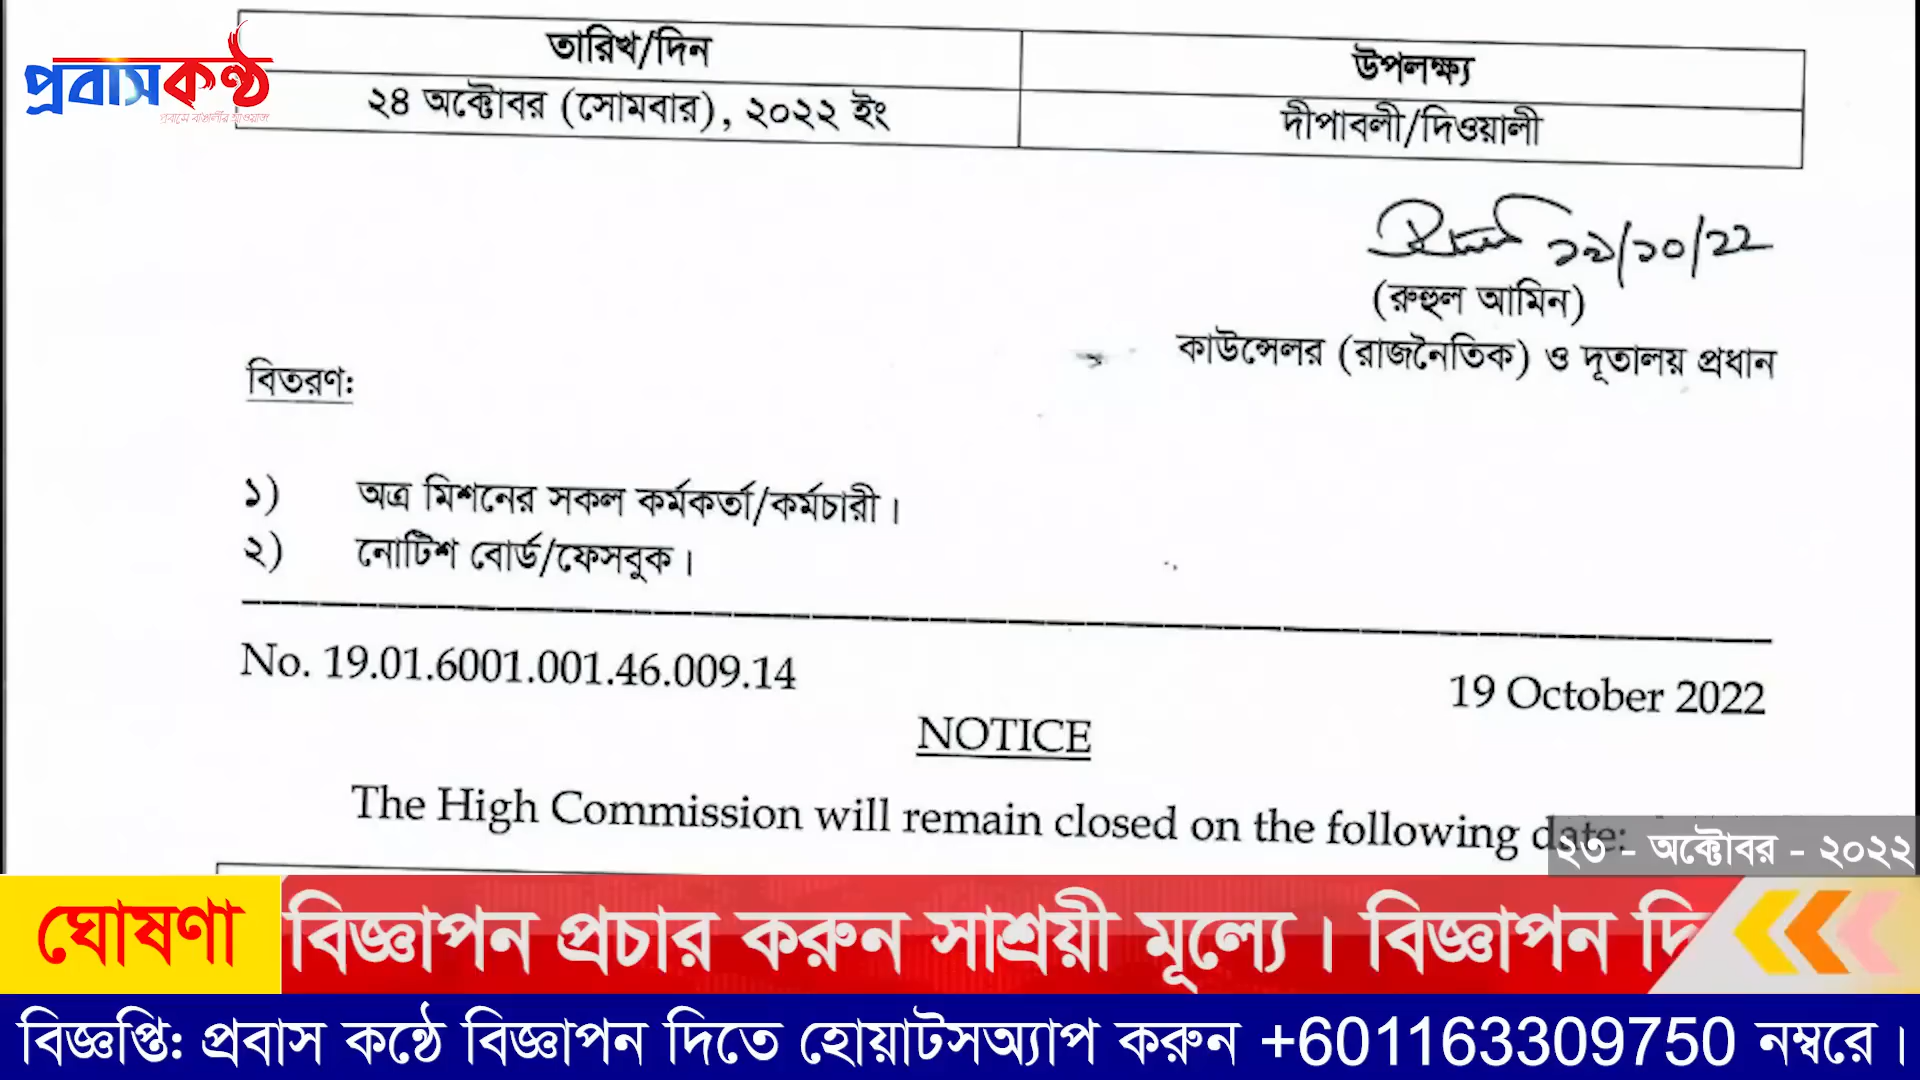 প্রবাস কণ্ঠ
প্রবাসে বাঙালীর আওয়াজ
তারিখ/দিন
উপলক্ষ্য
২৪ অক্টোবর (সোমবার), ২০২২ ইং
দীপাবলী/দিওয়ালী
১৯/১০/২২
(রুহুল আমিন)
কাউন্সেলর (রাজনৈতিক) ও দূতালয় প্রধান
বিতরণঃ
১) অত্র মিশনের সকল কর্মকর্তা/কর্মচারী।
২) নোটিশ বোর্ড/ফেসবুক।
No. 19.01.6001.001.46.009.14
19 October 2022
NOTICE
The High Commission will remain closed on the following date:
২৩ - অক্টোবর - ২০২২
ঘোষণা
বিজ্ঞাপন প্রচার করুন সাশ্রয়ী মূল্যে। বিজ্ঞাপন দি
বিজ্ঞপ্তি: প্রবাস কন্ঠে বিজ্ঞাপন দিতে হোয়াটসঅ্যাপ করুন +601163309750 নম্বরে।